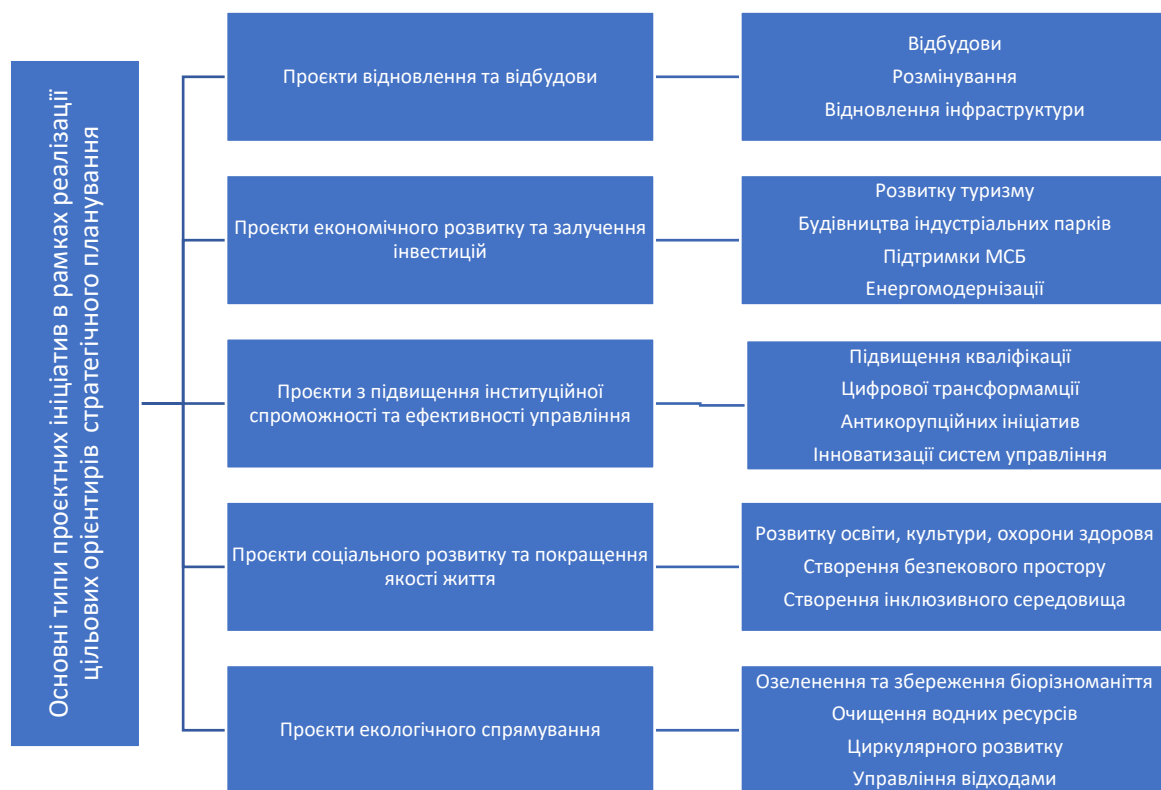 Основні типи проєктних ініціатив в рамках реалізації
цільових орієнтирів стратегічного планування
Проєкти відновлення та відбудови
Відбудови
Розмінування
Відновлення інфраструктури
Проєкти економічного розвитку та залучення
інвестицій
Розвитку туризму
Будівництва індустріальних парків
Підтримки МСБ
Енергомодернізації
Проєкти з підвищення інституційної
спроможності та ефективності управління
Підвищення кваліфікації
Цифрової трансформамції
Антикорупційних ініціатив
Інноватизації систем управління
Проєкти соціального розвитку та покращення
якості життя
Розвитку освіти, культури, охорони здоровя
Створення безпекового простору
Створення інклюзивного середовища
Проєкти екологічного спрямування
Озеленення та збереження біорізноманіття
Очищення водних ресурсів
Циркулярного розвитку
Управління відходами